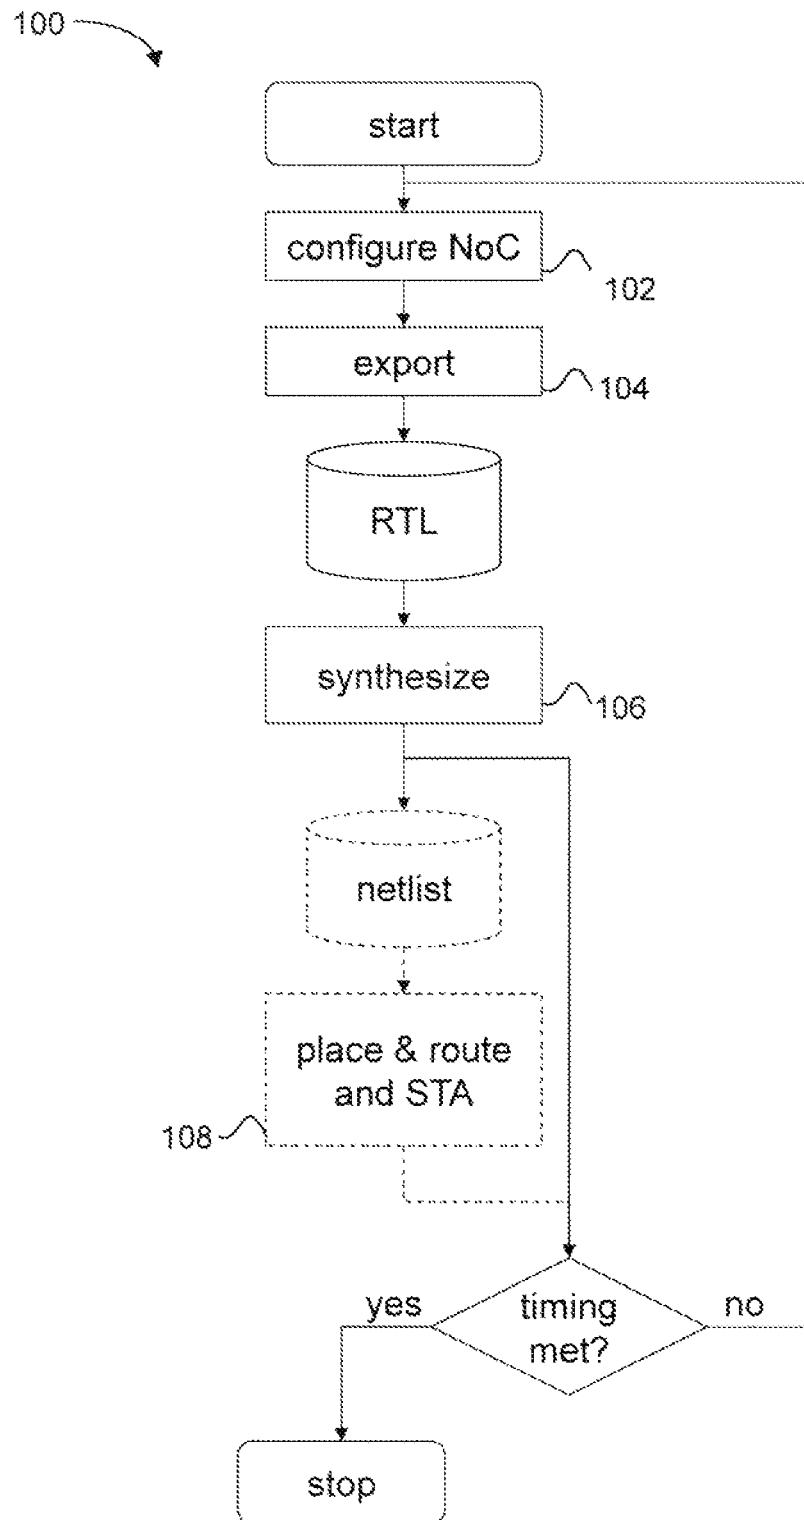 100
start
configure NoC
102
export
104
RTL
synthesize
106
netlist
place & route
and STA
108
yes
timing
met?
no
stop